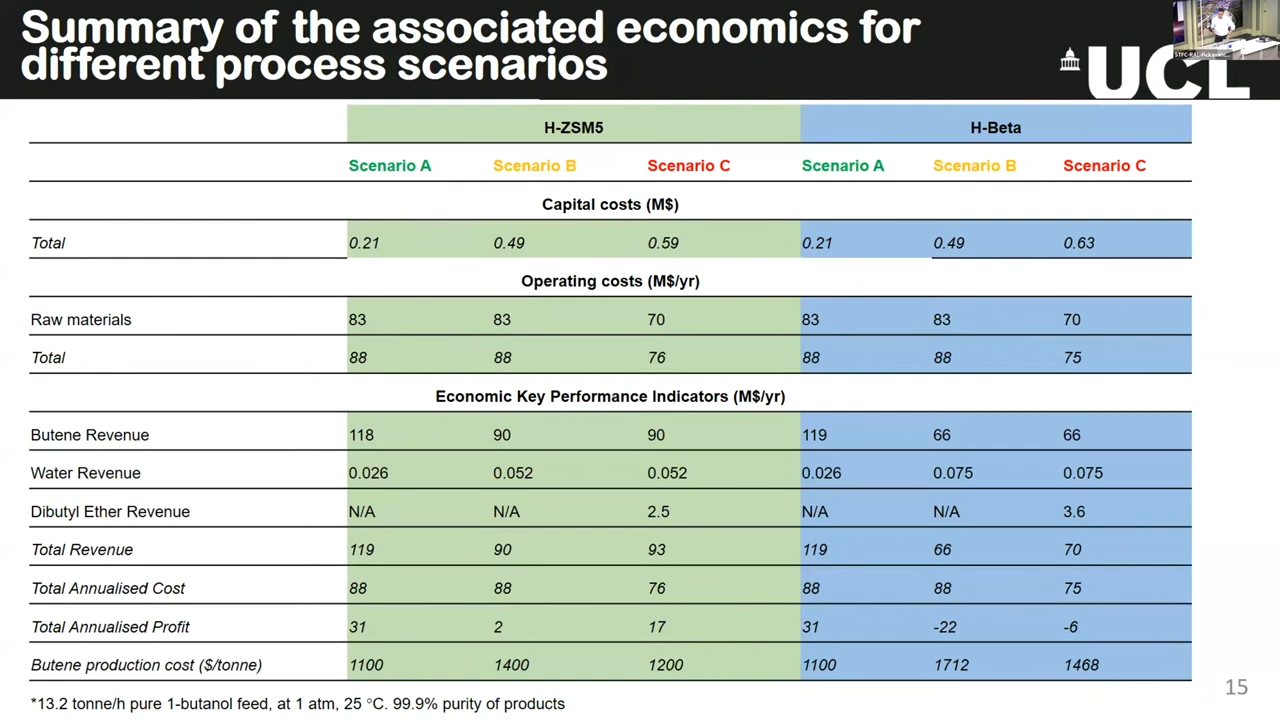 Summary of the associated economics for
different process scenarios
UCL
H-ZSM5 H-Beta
Scenario A Scenario B Scenario C Scenario A Scenario B Scenario C
Capital costs (M$)
Total 0.21 0.49 0.59 0.21 0.49 0.63
Operating costs (M$/yr)
Raw materials 83 83 70 83 83 70
Total 88 88 76 88 88 75
Economic Key Performance Indicators (M$/yr)
Butene Revenue 118 90 90 119 66 66
Water Revenue 0.026 0.052 0.052 0.026 0.075 0.075
Dibutyl Ether Revenue N/A N/A 2.5 N/A N/A 3.6
Total Revenue 119 90 93 119 66 70
Total Annualised Cost 88 88 76 88 88 75
Total Annualised Profit 31 2 17 31 -22 -6
Butene production cost ($/tonne) 1100 1400 1200 1100 1712 1468
*13.2 tonne/h pure 1-butanol feed, at 1 atm, 25 °C. 99.9% purity of products
15